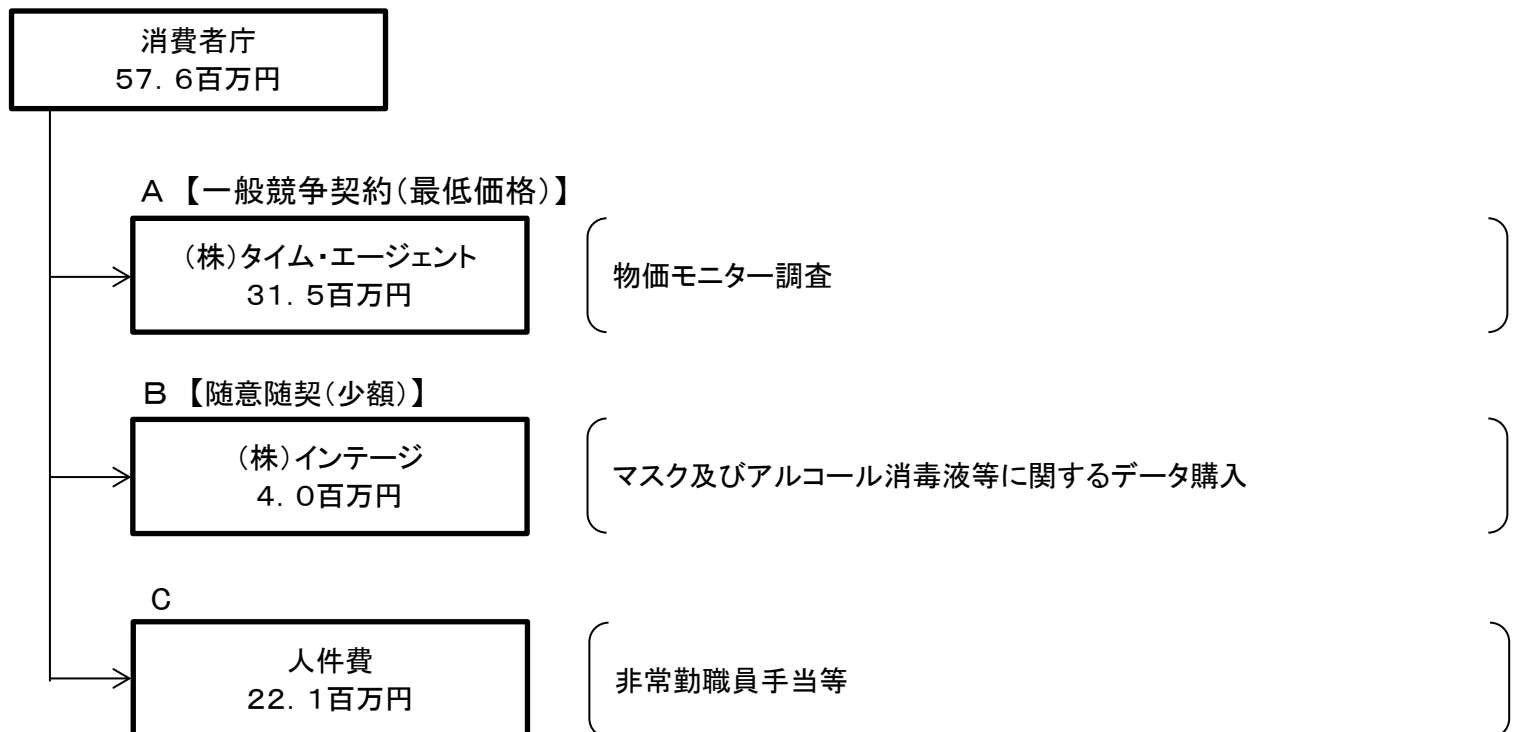 消費者庁
57．6百万円
A 【一般競争契約（最低価格）】
（株）タイム・エージェント
31．5百万円
物価モニター調査
B 【随意随契（少額）】
（株）インテージ
4．0百万円
マスク及びアルコール消毒液等に関するデータ購入
C
人件費
22．1百万円
非常勤職員手当等